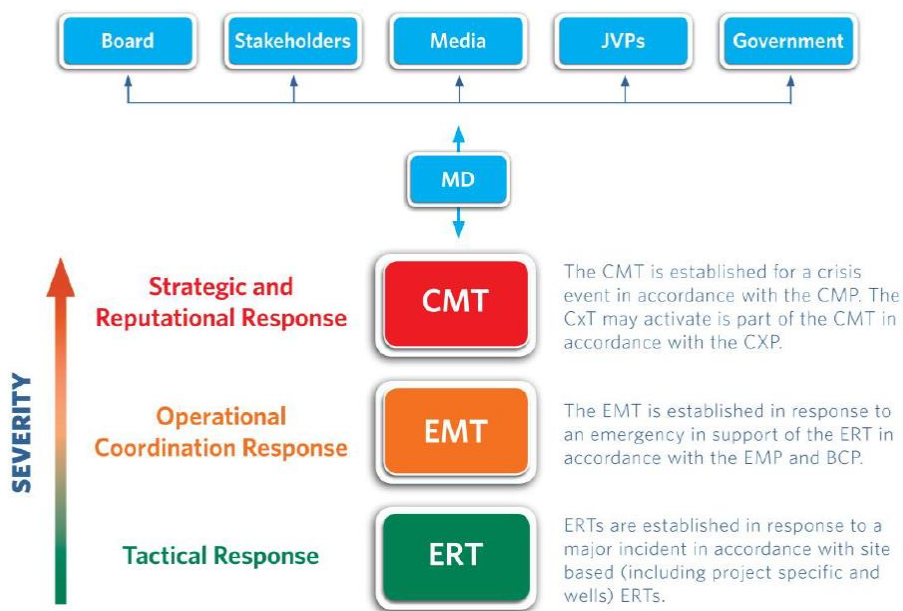 Board
Stakeholders
Media
JVPs
Government
MD
SEVERITY
Strategic and
Reputational Response
CMT
The CMT is established for a crisis
event in accordance with the CMP. The
CxT may activate is part of the CMT in
accordance with the CXP.
Operational
Coordination Response
EMT
The EMT is established in response to
an emergency in support of the ERT in
accordance with the EMP and BCP.
Tactical Response
ERT
ERTs are established in response to a
major incident in accordance with site
based (including project specific and
wells) ERTs.